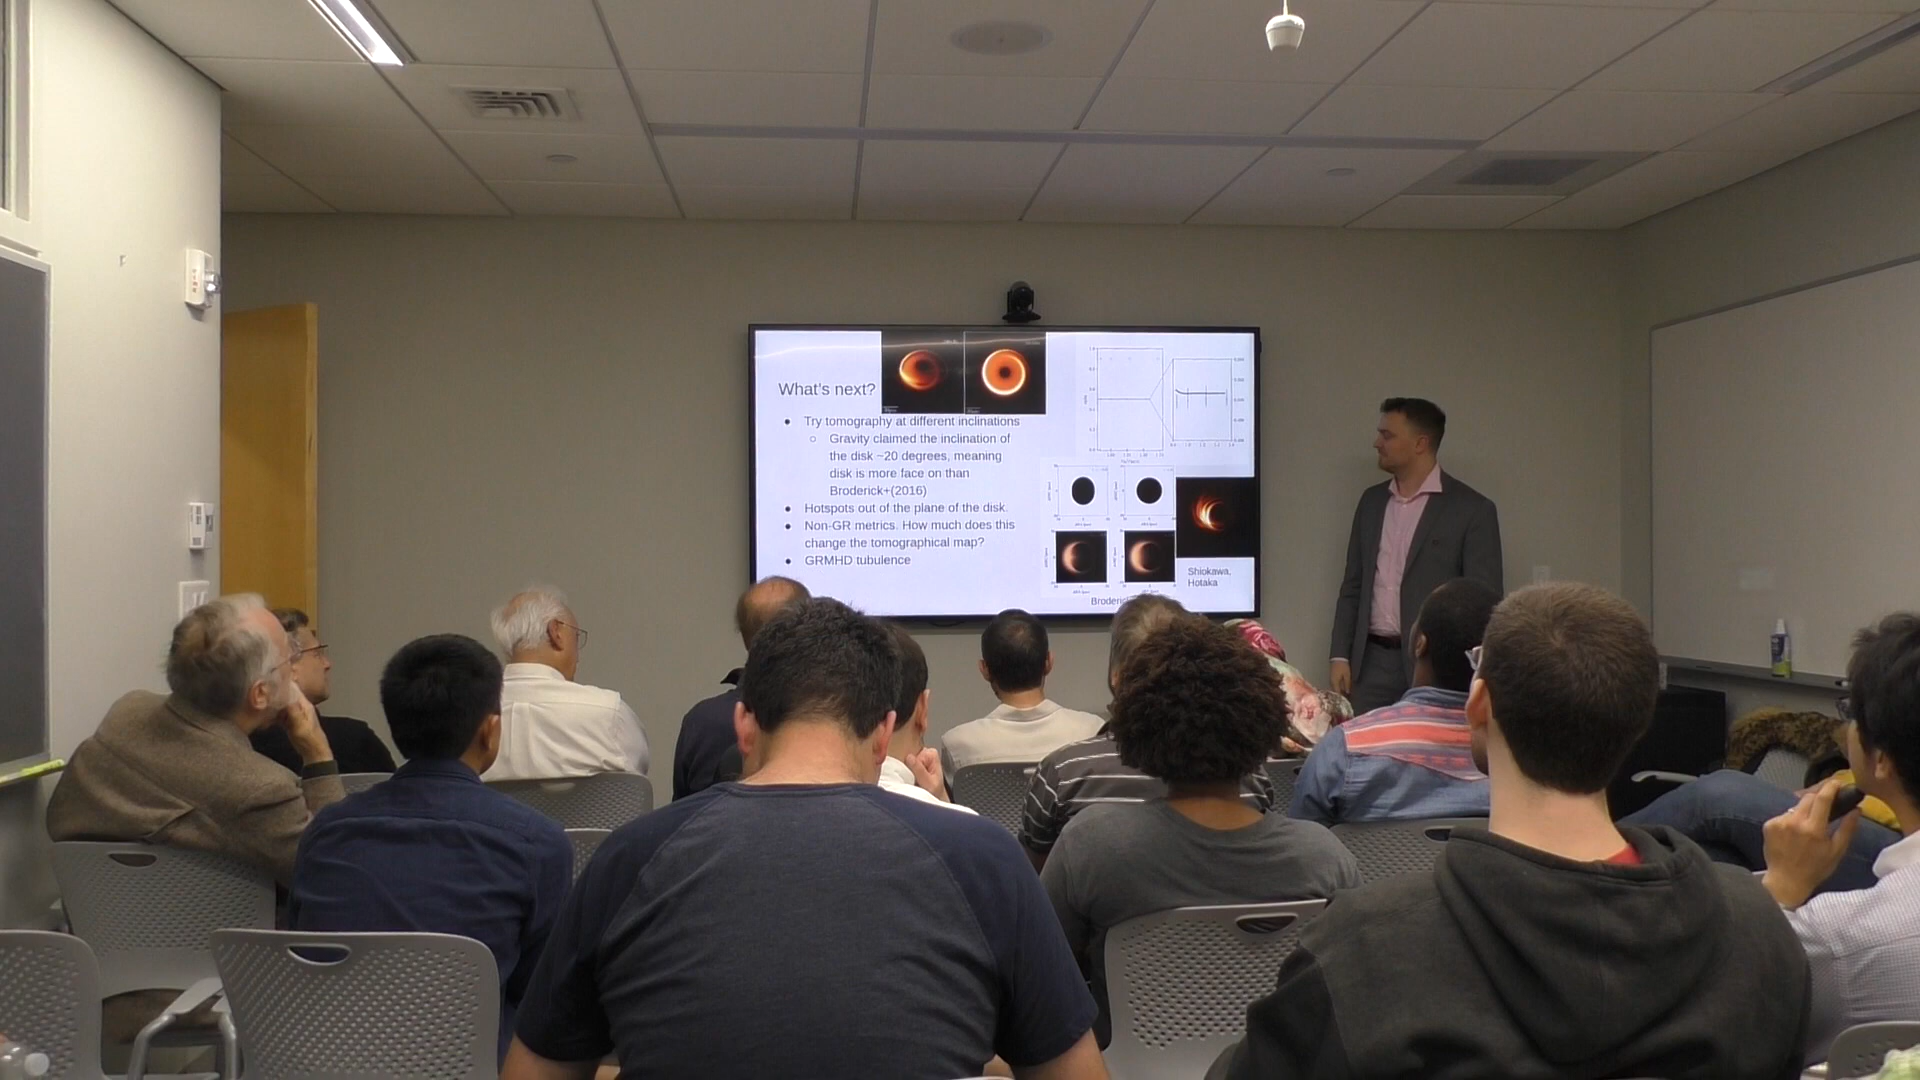 What's next?
● Try tomography at different inclinations
○ Gravity claimed the inclination of
the disk ~20 degrees, meaning
disk is more face on than
Broderick+(2016)
● Hotspots out of the plane of the disk.
● Non-GR metrics. How much does this
change the tomographical map?
● GRMHD tubulence
Shiokawa,
Hotaka